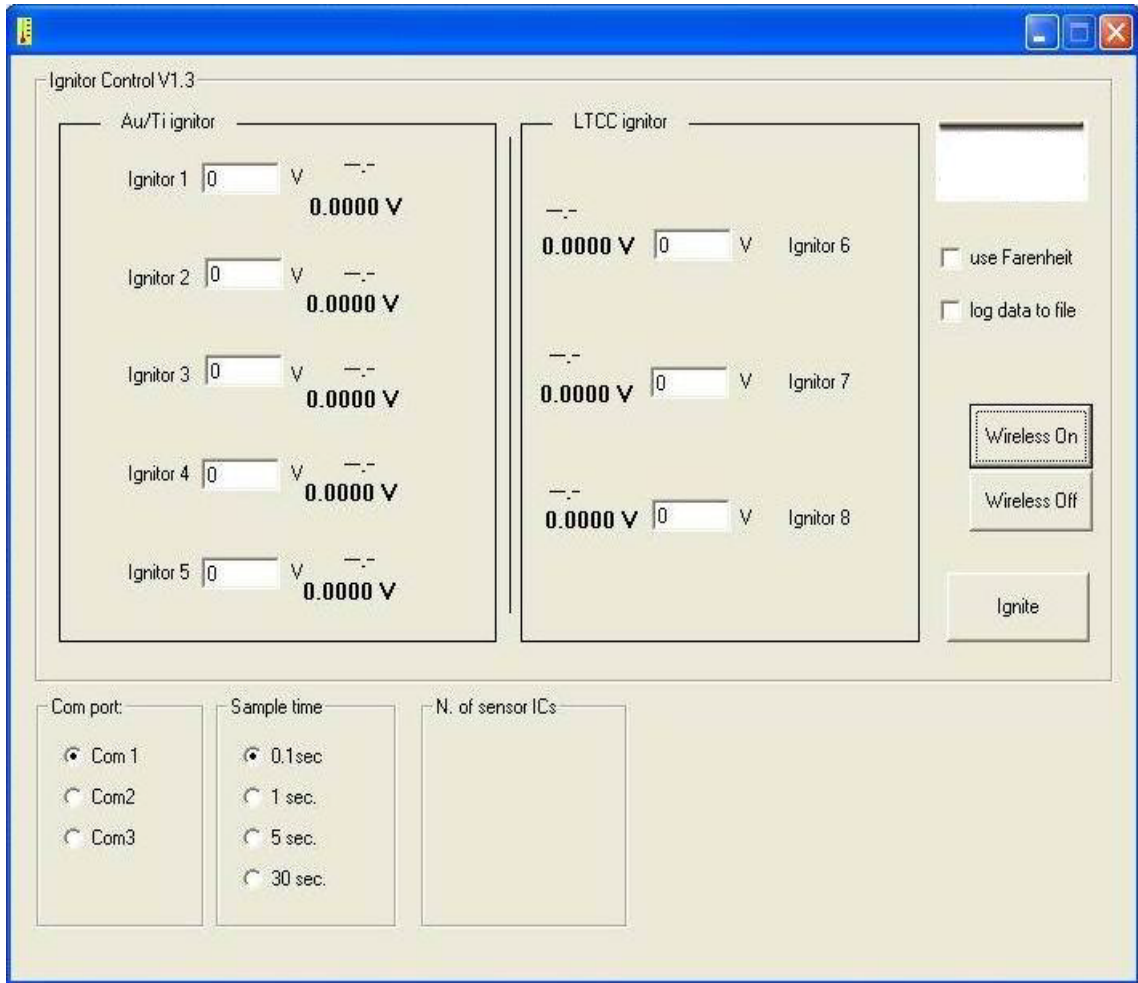 Ignitor Control V1.3
Au/Ti ignitor
Ignitor 1 0 V --.-
0.0000 V
Ignitor 2 0 V --.-
0.0000 V
Ignitor 3 0 V --.-
0.0000 V
Ignitor 4 0 V --.-
0.0000 V
Ignitor 5 0 V --.-
0.0000 V
LTCC ignitor
--.-
0.0000 V 0 V Ignitor 6
--.-
0.0000 V 0 V Ignitor 7
--.-
0.0000 V 0 V Ignitor 8
use Farenheit
log data to file
Wireless On
Wireless Off
Ignite
Com port:
Com 1
Com2
Com3
Sample time
0.1sec
1 sec.
5 sec.
30 sec.
N. of sensor ICs